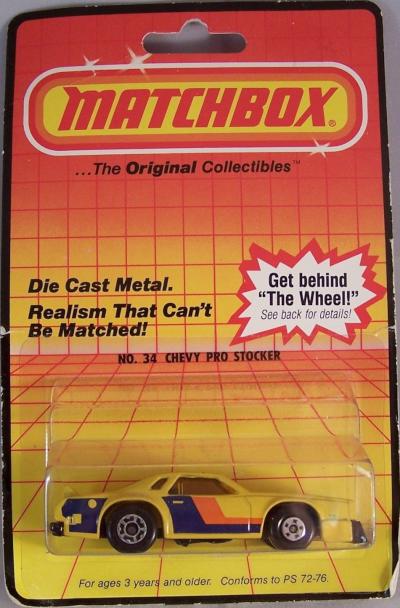 MATCHBOX®
...The Original Collectibles™
Die Cast Metal.
Realism That Can't
Be Matched!
Get behind
"The Wheel!"
See back for details!
NO. 34 CHEVY PRO STOCKER
For ages 3 years and older. Conforms to PS 72-76.